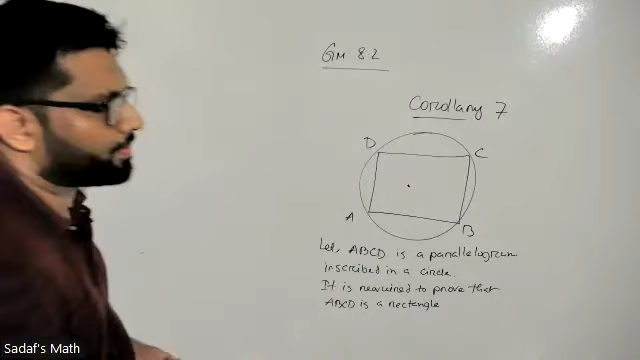 Gm 8.2
Corollary 7
D
C
A
B
Let, ABCD is a parallelogram
inscribed in a circle.
It is required to prove that
ABCD is a rectangle
Sadaf's Math